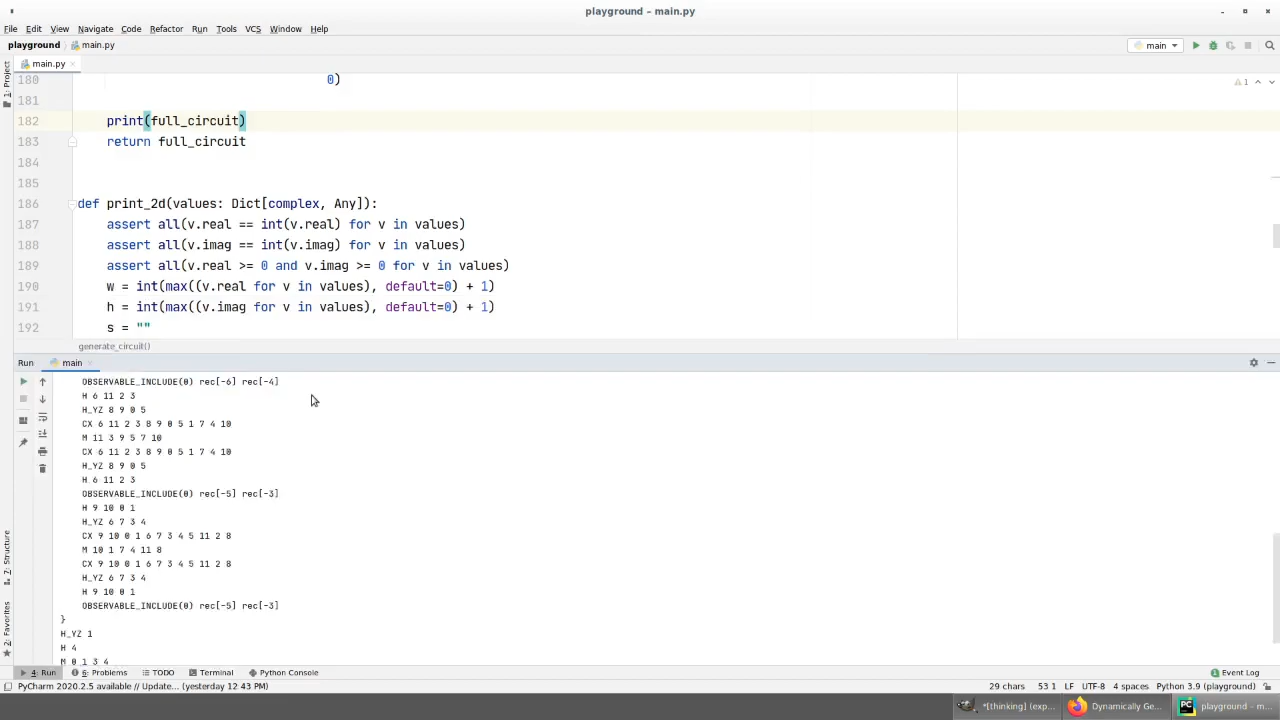 playground – main.py
File Edit View Navigate Code Refactor Run Tools VCS Window Help
playground main.py
main
main.py
1: Project
180 0)
1
181
182 print(full_circuit)
183 return full_circuit
184
185
186 def print_2d(values: Dict[complex, Any]):
187 assert all(v.real == int(v.real) for v in values)
188 assert all(v.imag == int(v.imag) for v in values)
189 assert all(v.real >= 0 and v.imag >= 0 for v in values)
190 w = int(max((v.real for v in values), default=0) + 1)
191 h = int(max((v.imag for v in values), default=0) + 1)
192 s = ""
generate_circuit()
Run main
OBSERVABLE_INCLUDE(0) rec[-6] rec[-4]
H 6 11 2 3
H_YZ 8 9 0 5
CX 6 11 2 3 8 9 0 5 1 7 4 10
M 11 3 9 5 7 10
CX 6 11 2 3 8 9 0 5 1 7 4 10
H_YZ 8 9 0 5
H 6 11 2 3
OBSERVABLE_INCLUDE(0) rec[-5] rec[-3]
H 9 10 0 1
H_YZ 6 7 3 4
CX 9 10 0 1 6 7 3 4 5 11 2 8
M 10 1 7 4 11 8
CX 9 10 0 1 6 7 3 4 5 11 2 8
H_YZ 6 7 3 4
H 9 10 0 1
OBSERVABLE_INCLUDE(0) rec[-5] rec[-3]
}
H_YZ 1
H 4
M 0 1 3 4
7: Structure
2: Favorites
4: Run 6: Problems TODO Terminal Python Console Event Log
PyCharm 2020.2.5 available // Update... (yesterday 12:43 PM) 29 chars 53 1 LF UTF-8 4 spaces Python 3.9 (playground)
*[thinking] (exp... Dynamically Ge... playground – m...